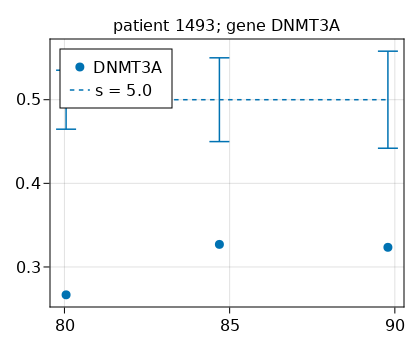 patient 1493; gene DNMT3A
DNMT3A
s = 5.0
0.5
0.4
0.3
80
85
90